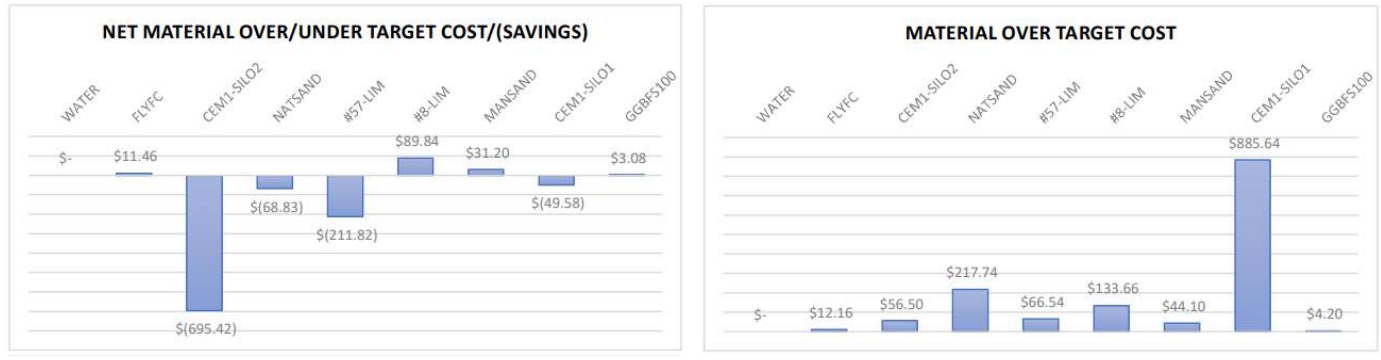 NET MATERIAL OVER/UNDER TARGET COST/(SAVINGS)
WATER
FLYFC
CEM1-SILO2
NATSAND
#57-LIM
#8-LIM
MANSAND
CEM1-SILO1
GGBFS100
$-
$11.46
$(695.42)
$(68.83)
$(211.82)
$89.84
$31.20
$(49.58)
$3.08
MATERIAL OVER TARGET COST
WATER
FLYFC
CEM1-SILO2
NATSAND
#57-LIM
#8-LIM
MANSAND
CEM1-SILO1
GGBFS100
$-
$12.16
$56.50
$217.74
$66.54
$133.66
$44.10
$885.64
$4.20